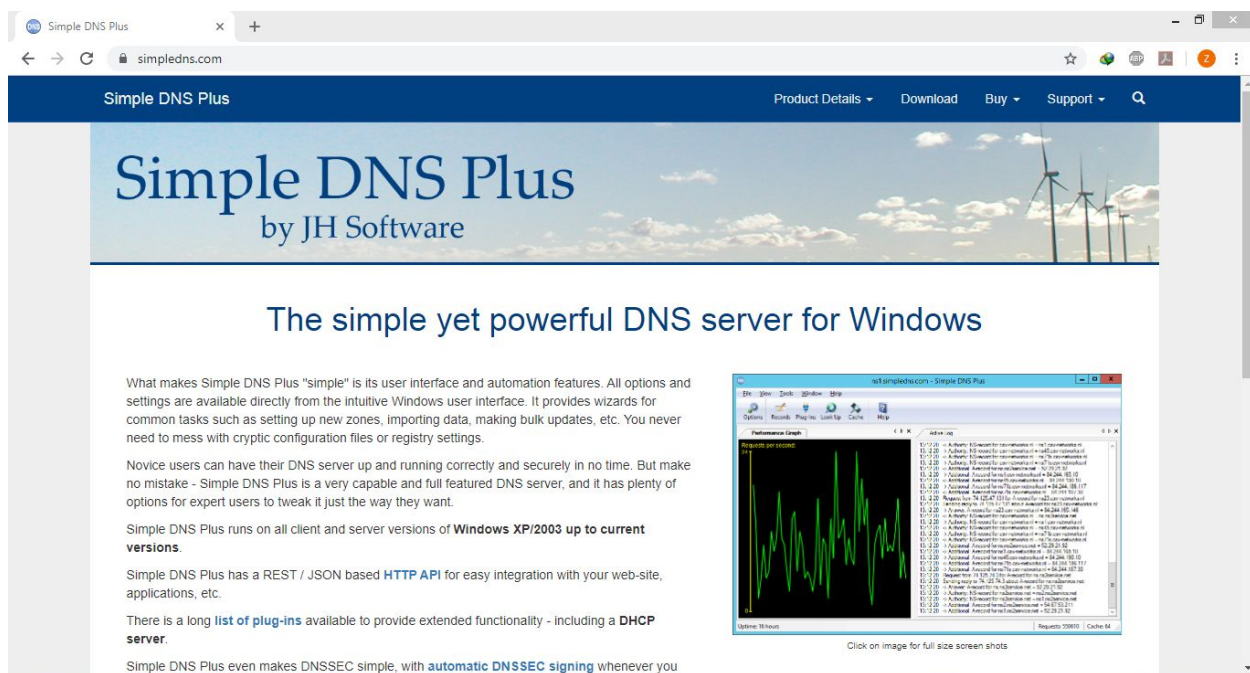 Simple DNS Plus
simpledns.com
ABP
Z
Simple DNS Plus
Product Details
Download
Buy
Support
Simple DNS Plus
by JH Software
The simple yet powerful DNS server for Windows
What makes Simple DNS Plus "simple" is its user interface and automation features. All options and
settings are available directly from the intuitive Windows user interface. It provides wizards for
common tasks such as setting up new zones, importing data, making bulk updates, etc. You never
need to mess with cryptic configuration files or registry settings.
Novice users can have their DNS server up and running correctly and securely in no time. But make
no mistake - Simple DNS Plus is a very capable and full featured DNS server, and it has plenty of
options for expert users to tweak it just the way they want.
Simple DNS Plus runs on all client and server versions of Windows XP/2003 up to current
versions.
Simple DNS Plus has a REST / JSON based HTTP API for easy integration with your web-site,
applications, etc.
There is a long list of plug-ins available to provide extended functionality - including a DHCP
server.
Simple DNS Plus even makes DNSSEC simple, with automatic DNSSEC signing whenever you
ns1.simpledns.com - Simple DNS Plus
File View Tools Window Help
Options Records Plug-Ins Look Up Cache Help
Performance Graph
Active Log
Requests per second:
Uptime: 18 hours
Click on image for full size screen shots